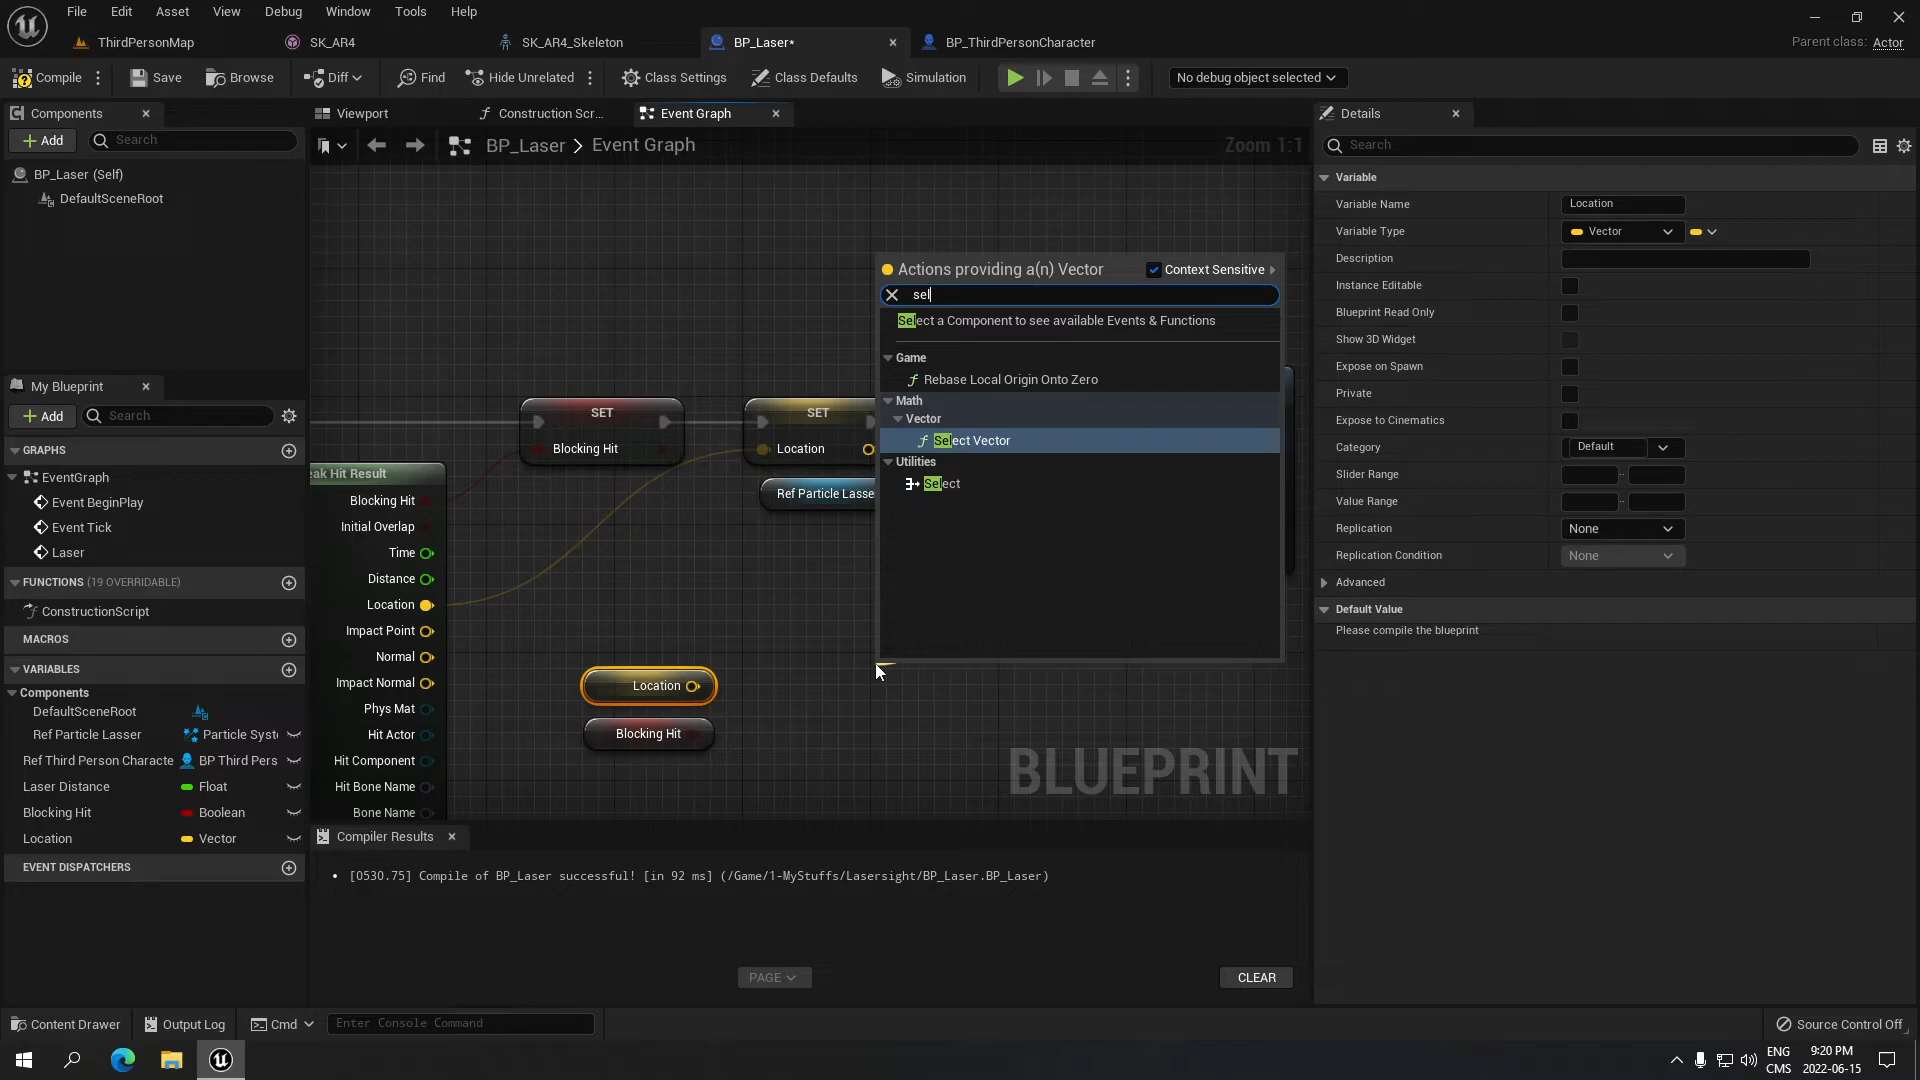 File Edit Asset View Debug Window Tools Help
ThirdPersonMap SK_AR4 SK_AR4_Skeleton BP_Laser* BP_ThirdPersonCharacter
Parent class: Actor
Compile Save Browse Diff Find Hide Unrelated Class Settings Class Defaults Simulation No debug object selected
Components Viewport Construction Scr... Event Graph Details
Add Search
BP_Laser > Event Graph Zoom 1:1
Search
BP_Laser (Self)
DefaultSceneRoot
My Blueprint
Add Search
GRAPHS
EventGraph
Event BeginPlay
Event Tick
Laser
FUNCTIONS (19 OVERRIDABLE)
ConstructionScript
MACROS
VARIABLES
Components
DefaultSceneRoot
Ref Particle Lasser Particle Syst
Ref Third Person Characte BP Third Pers
Laser Distance Float
Blocking Hit Boolean
Location Vector
EVENT DISPATCHERS
SET
Blocking Hit
SET
Location
Ref Particle Lasse
eak Hit Result
Blocking Hit
Initial Overlap
Time
Distance
Location
Impact Point
Normal
Impact Normal
Phys Mat
Hit Actor
Hit Component
Hit Bone Name
Bone Name
Location
Blocking Hit
Actions providing a(n) Vector Context Sensitive
sel
Select a Component to see available Events & Functions
Game
Rebase Local Origin Onto Zero
Math
Vector
Select Vector
Utilities
Select
BLUEPRINT
Variable
Variable Name Location
Variable Type Vector
Description
Instance Editable
Blueprint Read Only
Show 3D Widget
Expose on Spawn
Private
Expose to Cinematics
Category Default
Slider Range
Value Range
Replication None
Replication Condition None
Advanced
Default Value
Please compile the blueprint
Compiler Results
[0530.75] Compile of BP_Laser successful! [in 92 ms] (/Game/1-MyStuffs/Lasersight/BP_Laser.BP_Laser)
PAGE CLEAR
Content Drawer Output Log Cmd Enter Console Command Source Control Off
ENG
CMS
9:20 PM
2022-06-15